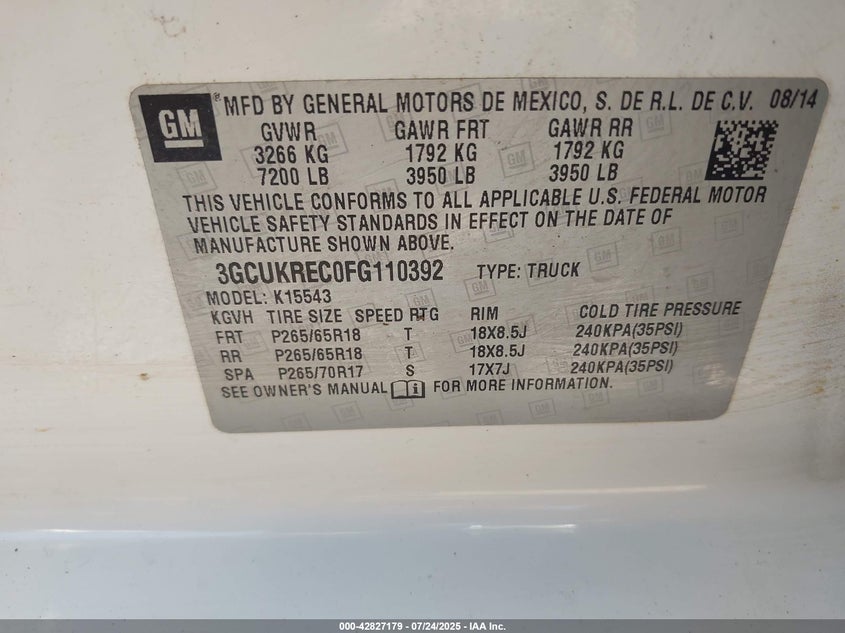 GM ® MFD BY GENERAL MOTORS DE MEXICO, S. DE R.L. DE C.V. 08/14
GVWR GAWR FRT GAWR RR
3266 KG 1792 KG 1792 KG
7200 LB 3950 LB 3950 LB
THIS VEHICLE CONFORMS TO ALL APPLICABLE U.S. FEDERAL MOTOR
VEHICLE SAFETY STANDARDS IN EFFECT ON THE DATE OF
MANUFACTURE SHOWN ABOVE.
3GCUKREC0FG110392 TYPE: TRUCK
MODEL: K15543
KGVH TIRE SIZE SPEED RTG RIM COLD TIRE PRESSURE
FRT P265/65R18 T 18X8.5J 240KPA(35PSI)
RR P265/65R18 T 18X8.5J 240KPA(35PSI)
SPA P265/70R17 S 17X7J 240KPA(35PSI)
SEE OWNER'S MANUAL i FOR MORE INFORMATION.
000-42827179 - 07/24/2025 - IAA Inc.